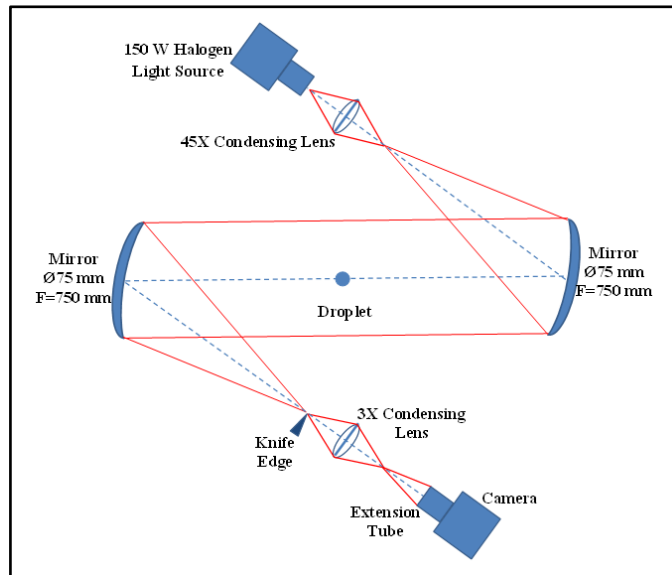 150 W Halogen
Light Source
45X Condensing Lens
Mirror
Ø75 mm
F=750 mm
Mirror
Ø75 mm
F=750 mm
Droplet
3X Condensing
Lens
Knife
Edge
Camera
Extension
Tube